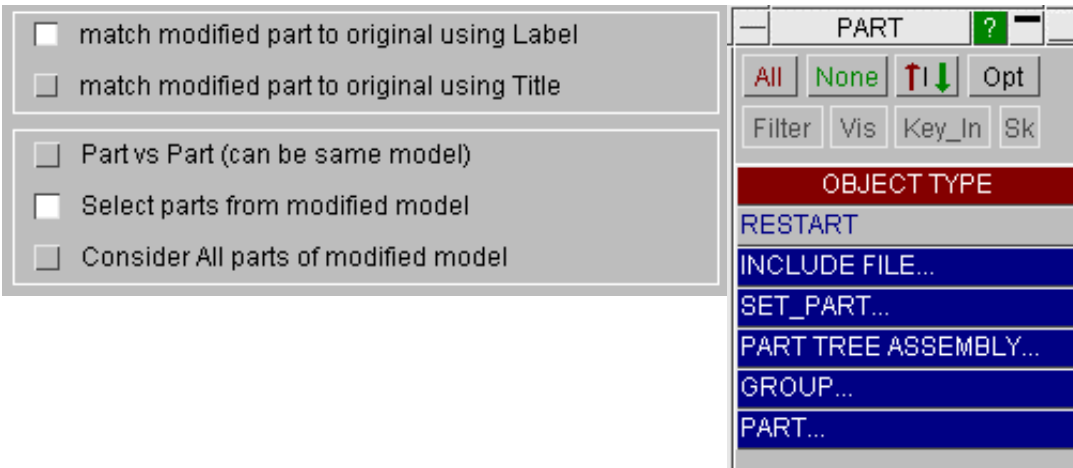 match modified part to original using Label
match modified part to original using Title
Part vs Part (can be same model)
Select parts from modified model
Consider All parts of modified model
PART ?
All None Opt
Filter Vis Key_In Sk
OBJECT TYPE
RESTART
INCLUDE FILE...
SET_PART...
PART TREE ASSEMBLY...
GROUP...
PART...